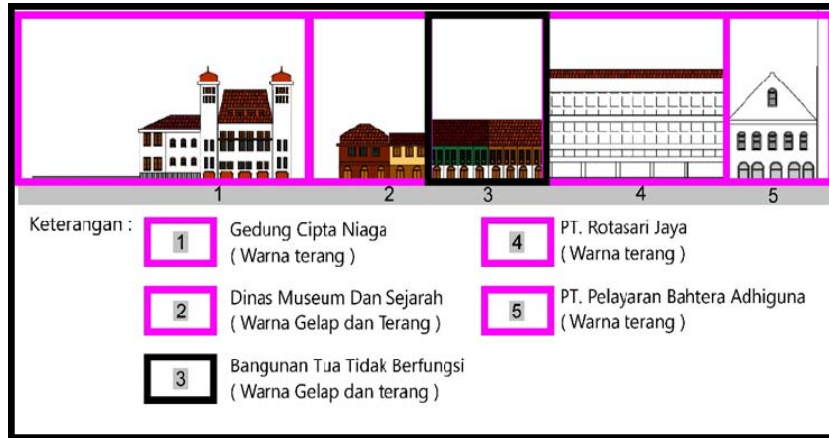 1 2 3 4 5
Keterangan :
1 Gedung Cipta Niaga
( Warna terang )
2 Dinas Museum Dan Sejarah
( Warna Gelap dan Terang )
3 Bangunan Tua Tidak Berfungsi
( Warna Gelap dan terang )
4 PT. Rotasari Jaya
(Warna terang )
5 PT. Pelayaran Bahtera Adhiguna
(Warna terang )